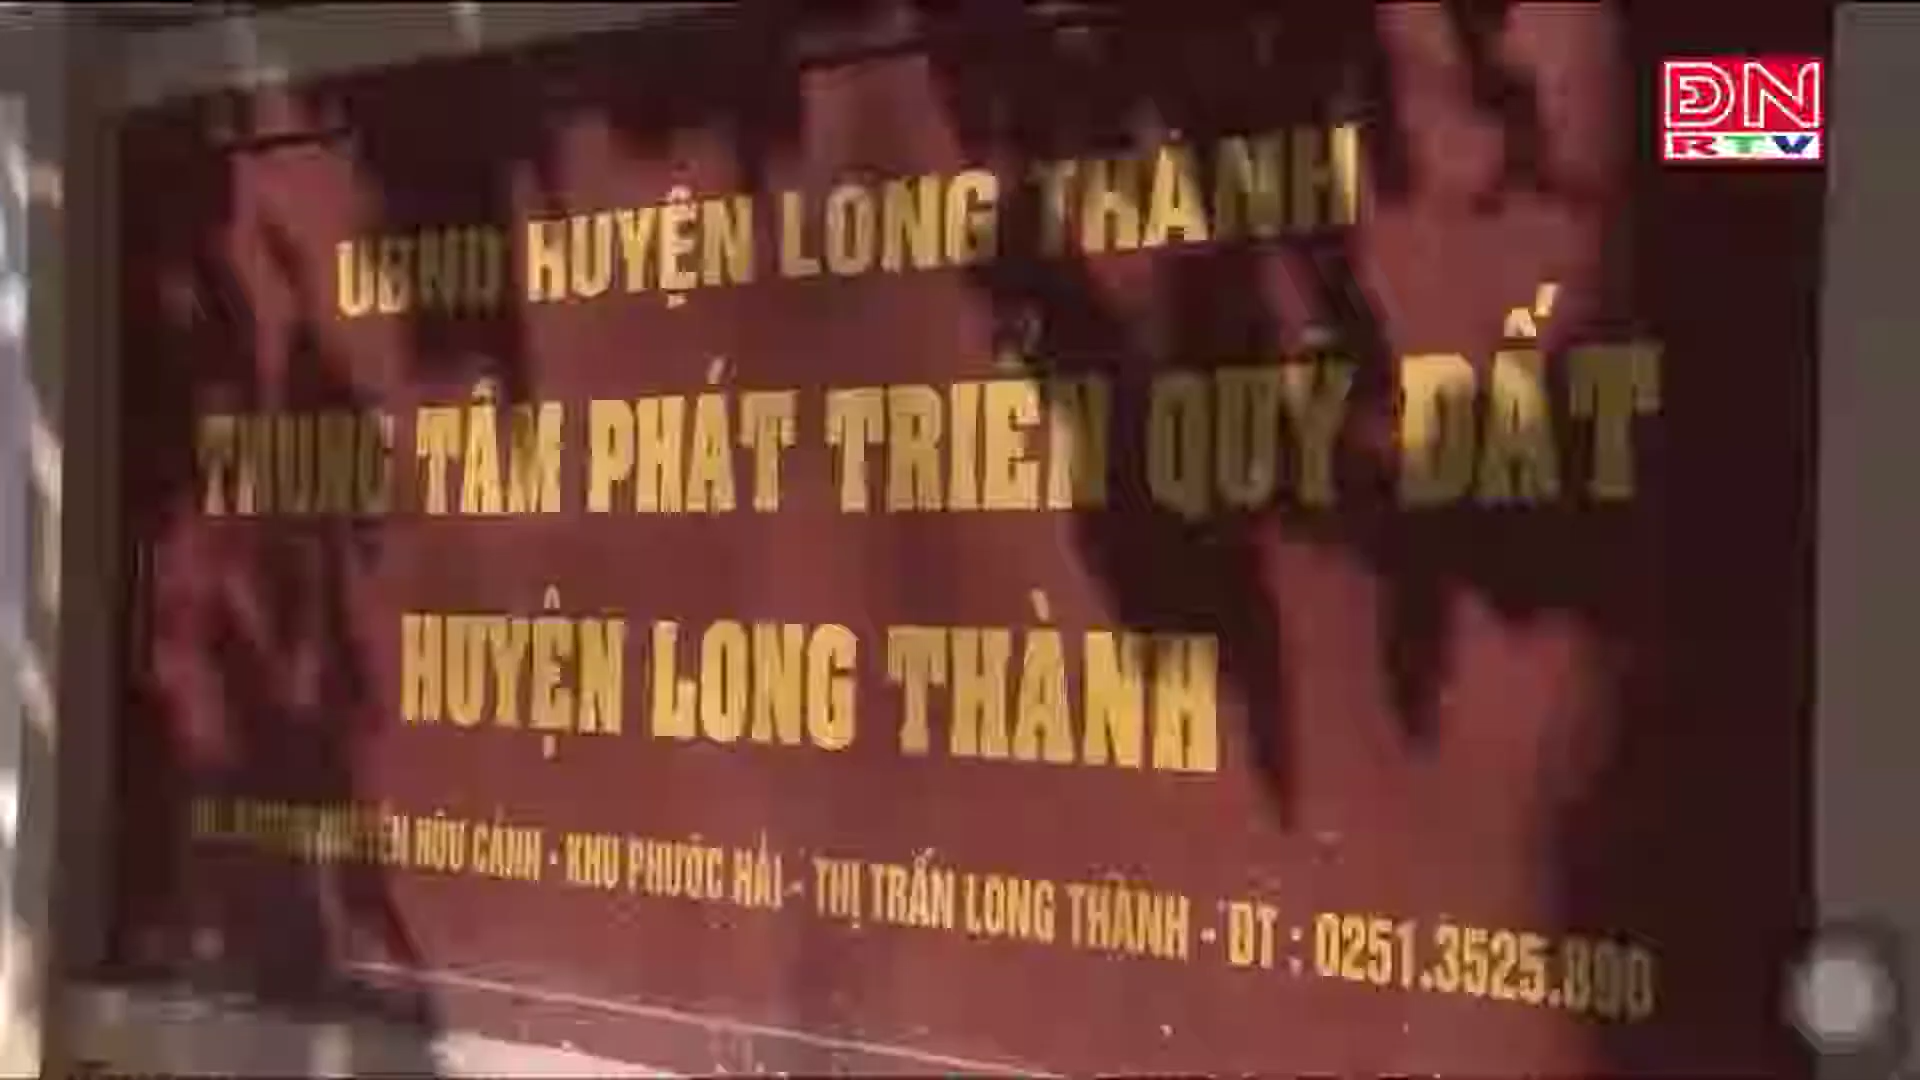 ĐN
RTV
UBND HUYỆN LONG THÀNH
TRUNG TÂM PHÁT TRIỂN QUỸ ĐẤT
HUYỆN LONG THÀNH
NGUYỄN HỮU CẢNH - KHU PHƯỚC HẢI - THỊ TRẤN LONG THÀNH - ĐT : 0251.3525.890